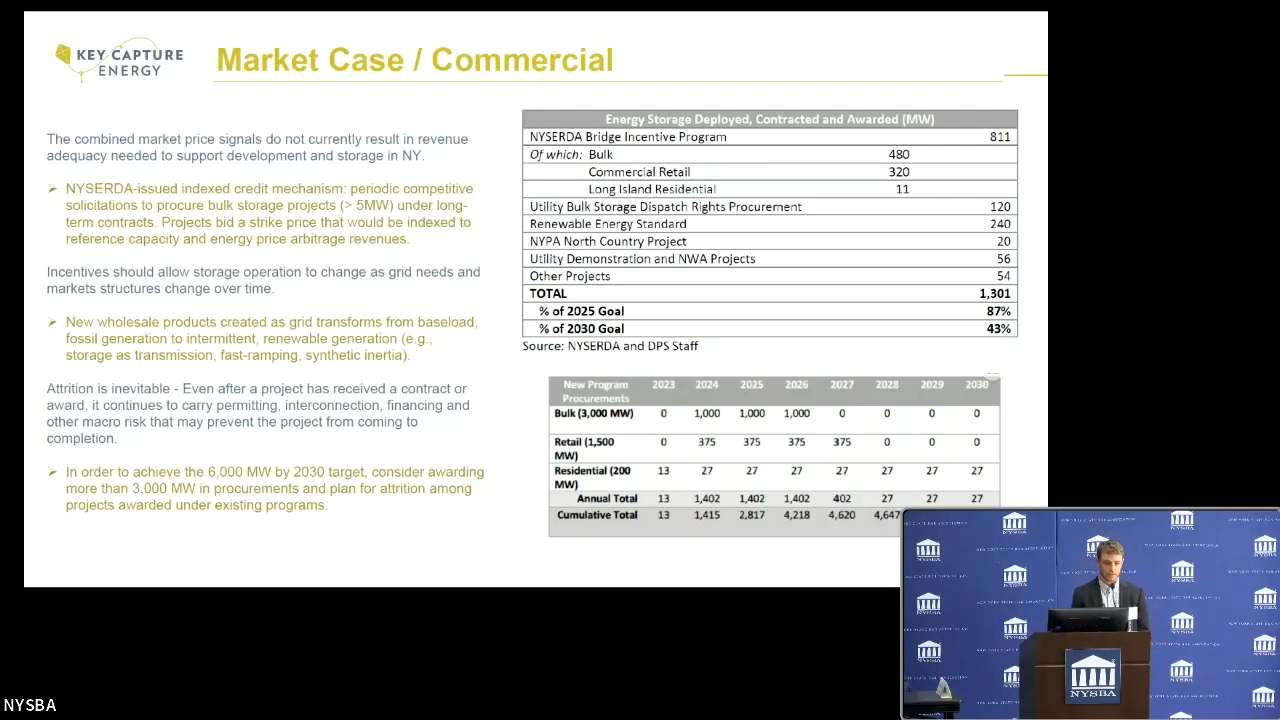 KEY CAPTURE
ENERGY
Market Case / Commercial
The combined market price signals do not currently result in revenue
adequacy needed to support development and storage in NY.
NYSERDA-issued indexed credit mechanism: periodic competitive
solicitations to procure bulk storage projects (> 5MW) under long-
term contracts. Projects bid a strike price that would be indexed to
reference capacity and energy price arbitrage revenues.
Incentives should allow storage operation to change as grid needs and
markets structures change over time.
New wholesale products created as grid transforms from baseload,
fossil generation to intermittent, renewable generation (e.g.,
storage as transmission, fast-ramping, synthetic inertia).
Attrition is inevitable - Even after a project has received a contract or
award, it continues to carry permitting, interconnection, financing and
other macro risk that may prevent the project from coming to
completion.
In order to achieve the 6,000 MW by 2030 target, consider awarding
more than 3,000 MW in procurements and plan for attrition among
projects awarded under existing programs.
Energy Storage Deployed, Contracted and Awarded (MW)
NYSERDA Bridge Incentive Program 811
Of which: Bulk 480
Commercial Retail 320
Long Island Residential 11
Utility Bulk Storage Dispatch Rights Procurement 120
Renewable Energy Standard 240
NYPA North Country Project 20
Utility Demonstration and NWA Projects 56
Other Projects 54
TOTAL 1,301
% of 2025 Goal 87%
% of 2030 Goal 43%
Source: NYSERDA and DPS Staff
New Program 2023 2024 2025 2026 2027 2028 2029 2030
Procurements
Bulk (3,000 MW) 0 1,000 1,000 1,000 0 0 0 0
Retail (1,500 0 375 375 375 375 0 0 0
MW)
Residential (200 13 27 27 27 27 27 27 27
MW)
Annual Total 13 1,402 1,402 1,402 402 27 27 27
Cumulative Total 13 1,415 2,817 4,218 4,620 4,647
NYSBA
NYSBA
NYSBA
NYSBA
NYSBA
NYSBA
NYSBA
NYSBA
NYSBA
NYSBA
NYSBA
NYSBA
NYSBA